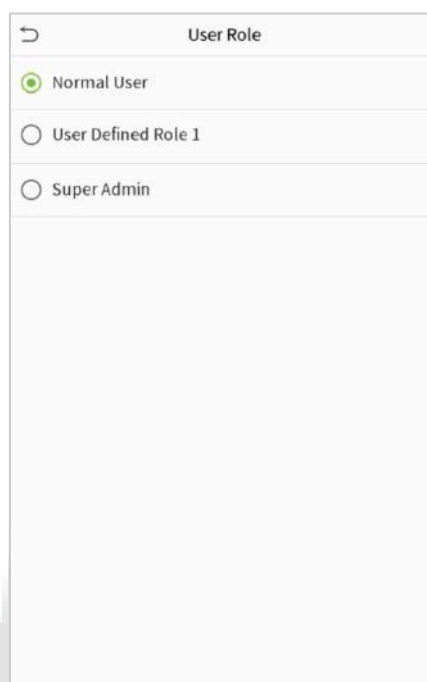 User Role
Normal User
User Defined Role 1
Super Admin